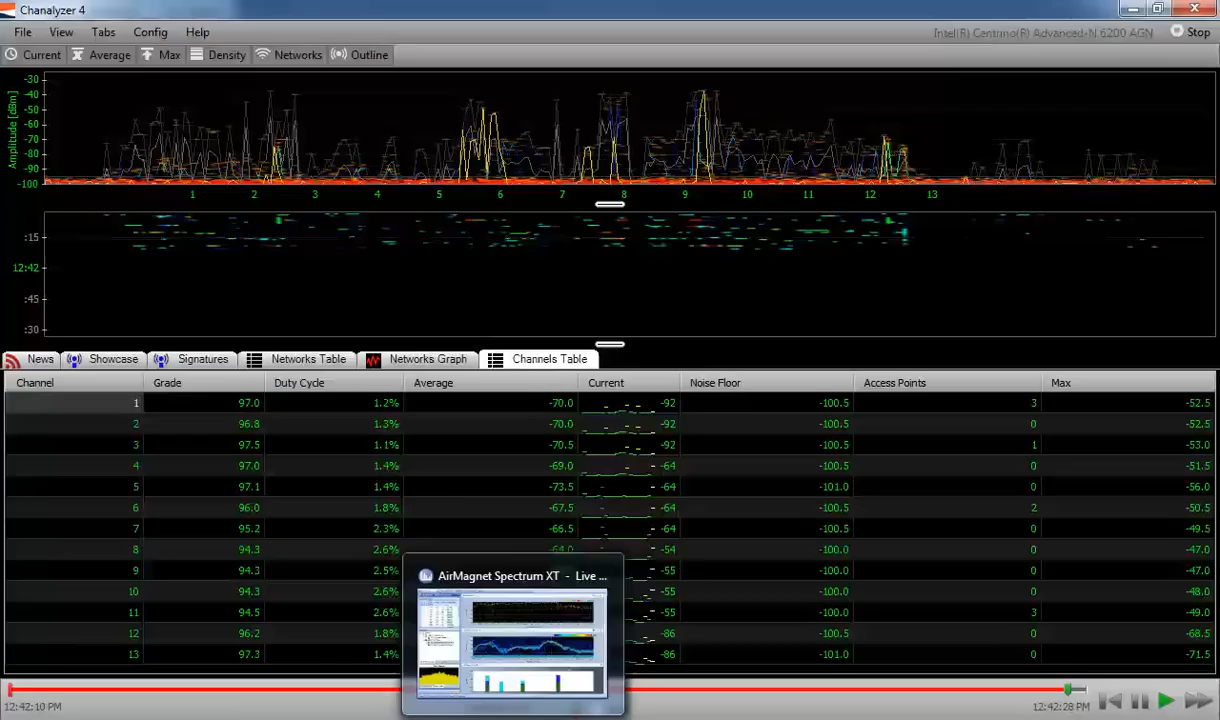 Chanalyzer 4
File View Tabs Config Help Intel(R) Centrino(R) Advanced-N 6200 AGN Stop
Current Average Max Density Networks Outline
Amplitude [dBm]
-30
-40
-50
-60
-70
-80
-90
-100
1 2 3 4 5 6 7 8 9 10 11 12 13
:15
12:42
:45
:30
News Showcase Signatures Networks Table Networks Graph Channels Table
Channel Grade Duty Cycle Average Current Noise Floor Access Points Max
1 97.0 1.2% -70.0 -92 -100.5 3 -52.5
2 96.8 1.3% -70.0 -92 -100.5 0 -52.5
3 97.5 1.1% -70.5 -92 -100.5 1 -53.0
4 97.0 1.4% -69.0 -64 -100.5 0 -51.5
5 97.1 1.4% -73.5 -64 -101.0 0 -56.0
6 96.0 1.8% -67.5 -64 -100.5 2 -50.5
7 95.2 2.3% -66.5 -64 -100.5 0 -49.5
8 94.3 2.6% -64.0 -54 -100.5 0 -47.0
9 94.3 2.5% -55 -100.5 0 -47.0
10 94.3 2.6% -55 -100.5 0 -48.0
11 94.5 2.6% -55 -100.5 3 -49.0
12 96.2 1.8% -86 -100.5 0 -68.5
13 97.3 1.4% -86 -101.0 0 -71.5
AirMagnet Spectrum XT - Live ...
12:42:10 PM 12:42:28 PM